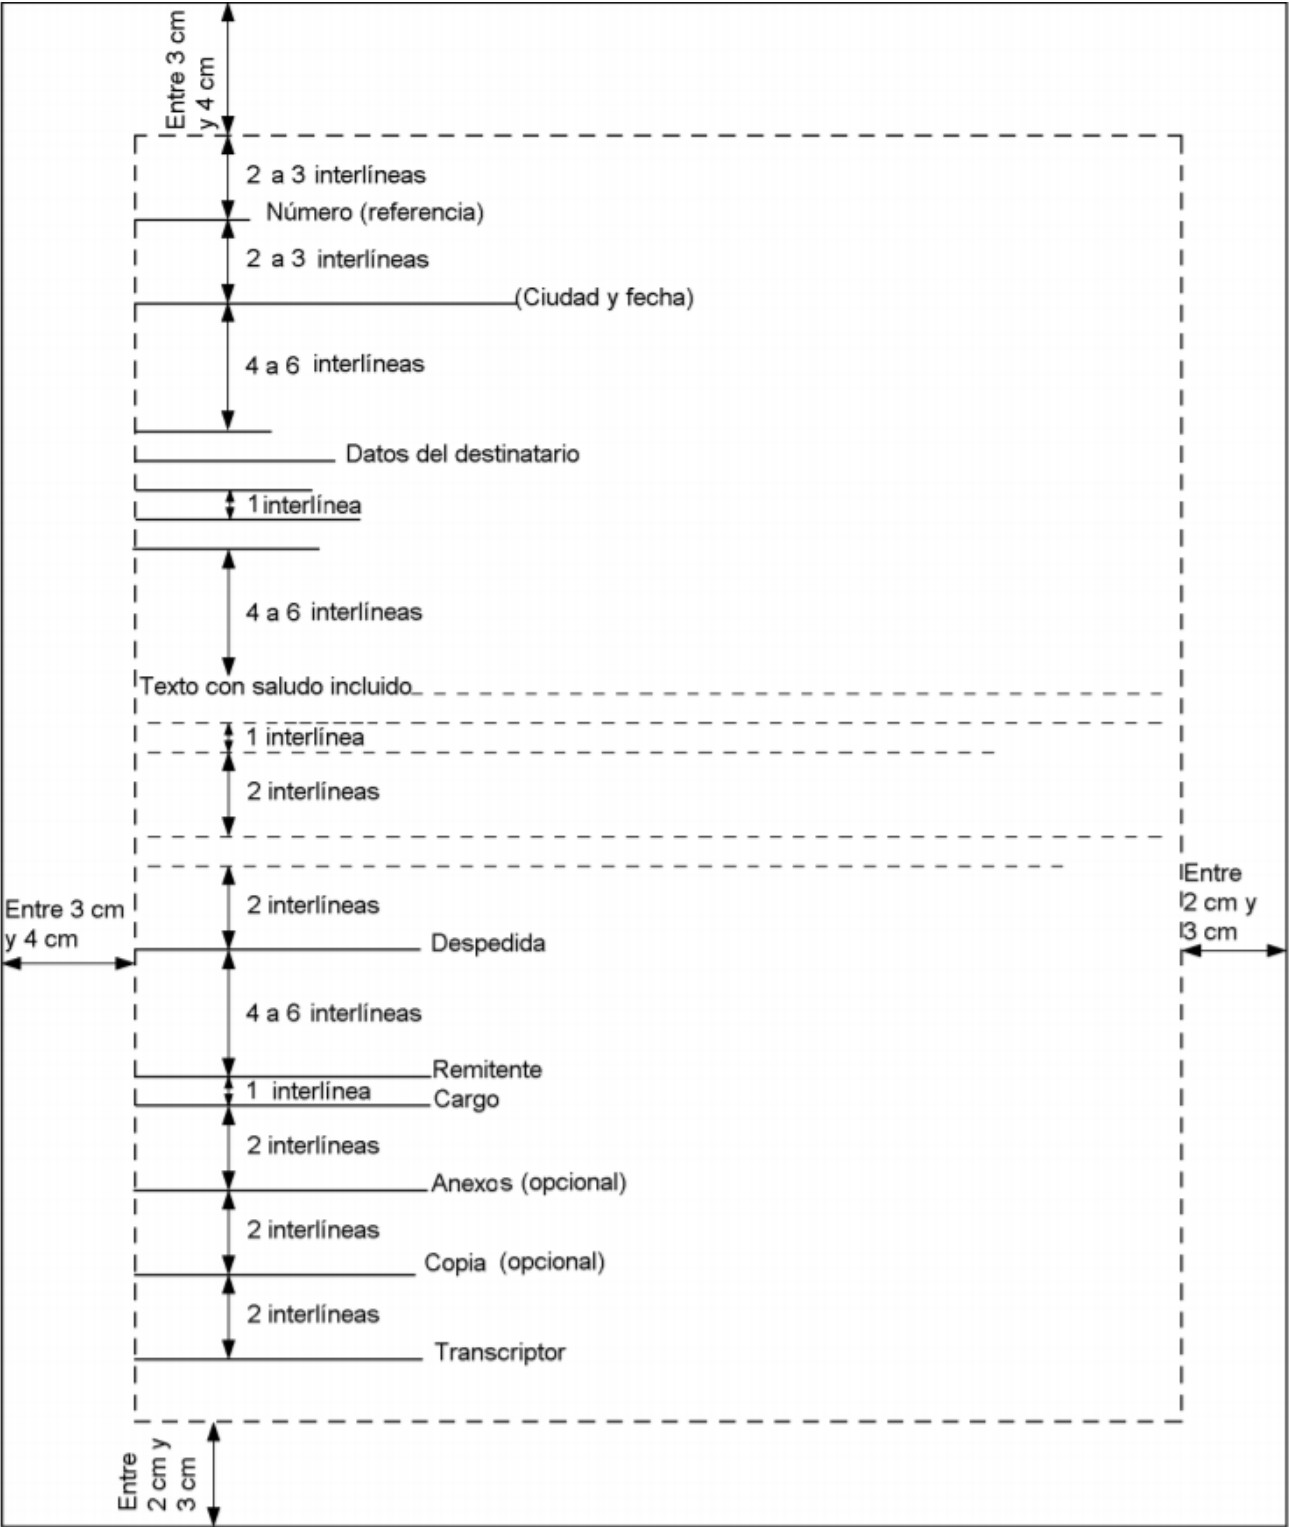 Entre 3 cm
y 4 cm
2 a 3 interlíneas
Número (referencia)
2 a 3 interlíneas
(Ciudad y fecha)
4 a 6 interlíneas
Datos del destinatario
1 interlínea
4 a 6 interlíneas
Texto con saludo incluido
1 interlínea
2 interlíneas
2 interlíneas
Entre 3 cm
y 4 cm
Entre
2 cm y
3 cm
Despedida
4 a 6 interlíneas
Remitente
1 interlínea
Cargo
2 interlíneas
Anexos (opcional)
2 interlíneas
Copia (opcional)
2 interlíneas
Transcriptor
Entre
2 cm y
3 cm